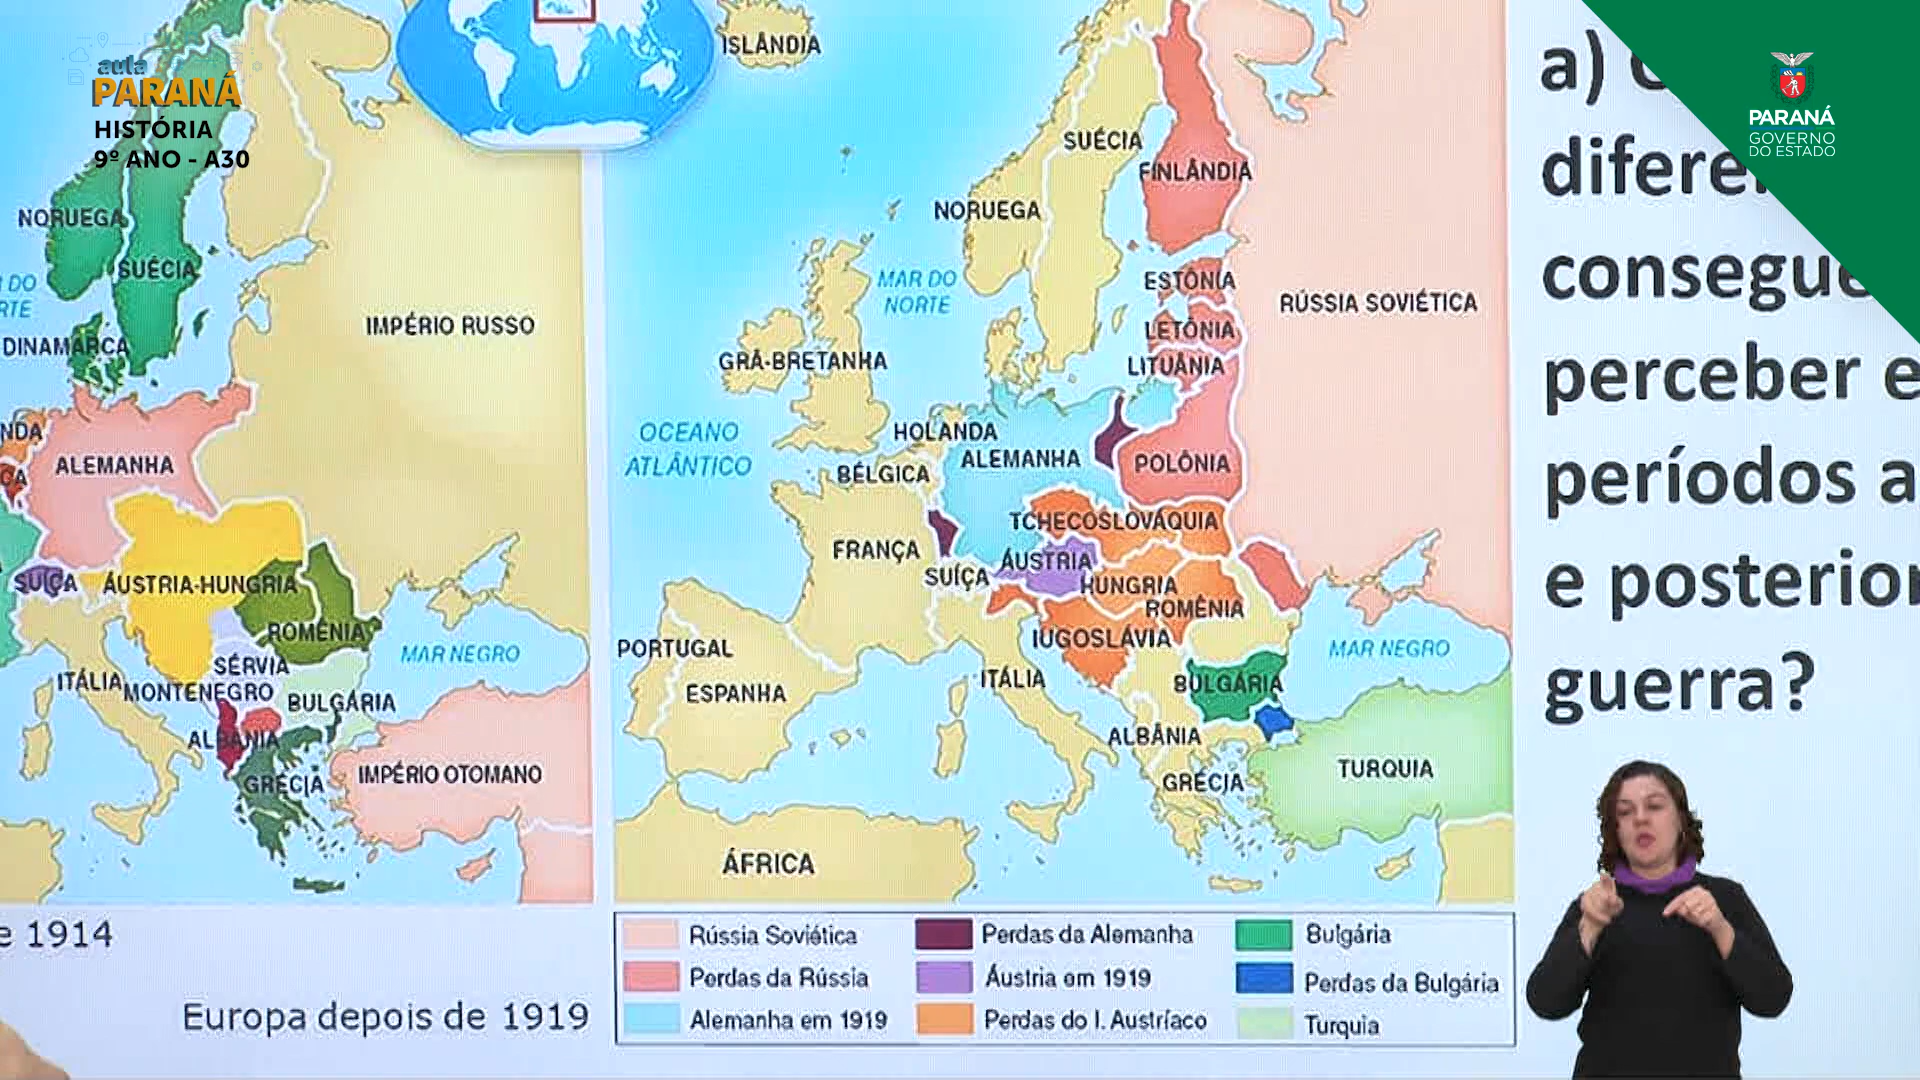 aula
PARANÁ
HISTÓRIA
9º ANO - A30
NORUEGA
SUÉCIA
DO
DINAMARCA
IMPÉRIO RUSSO
ALEMANHA
SUÍÇA
ÁUSTRIA-HUNGRIA
ROMÊNIA
MAR NEGRO
SÉRVIA
ITÁLIA
MONTENEGRO
BULGÁRIA
ALBÂNIA
GRÉCIA
IMPÉRIO OTOMANO
e 1914
Europa depois de 1919
ISLÂNDIA
SUÉCIA
FINLÂNDIA
NORUEGA
ESTÔNIA
RÚSSIA SOVIÉTICA
MAR DO
NORTE
LETÔNIA
LITUÂNIA
GRÃ-BRETANHA
OCEANO
ATLÂNTICO
HOLANDA
ALEMANHA
POLÔNIA
BÉLGICA
TCHECOSLOVÁQUIA
FRANÇA
ÁUSTRIA
SUÍÇA
HUNGRIA
ROMÊNIA
IUGOSLÁVIA
PORTUGAL
MAR NEGRO
ESPANHA
ITÁLIA
BULGÁRIA
ALBÂNIA
GRÉCIA
TURQUIA
ÁFRICA
Rússia Soviética
Perdas da Rússia
Alemanha em 1919
Perdas da Alemanha
Áustria em 1919
Perdas do I. Austríaco
Bulgária
Perdas da Bulgária
Turquia
a)
difere
consegue
perceber e
períodos a
e posterior
guerra?
PARANÁ
GOVERNO
DO ESTADO